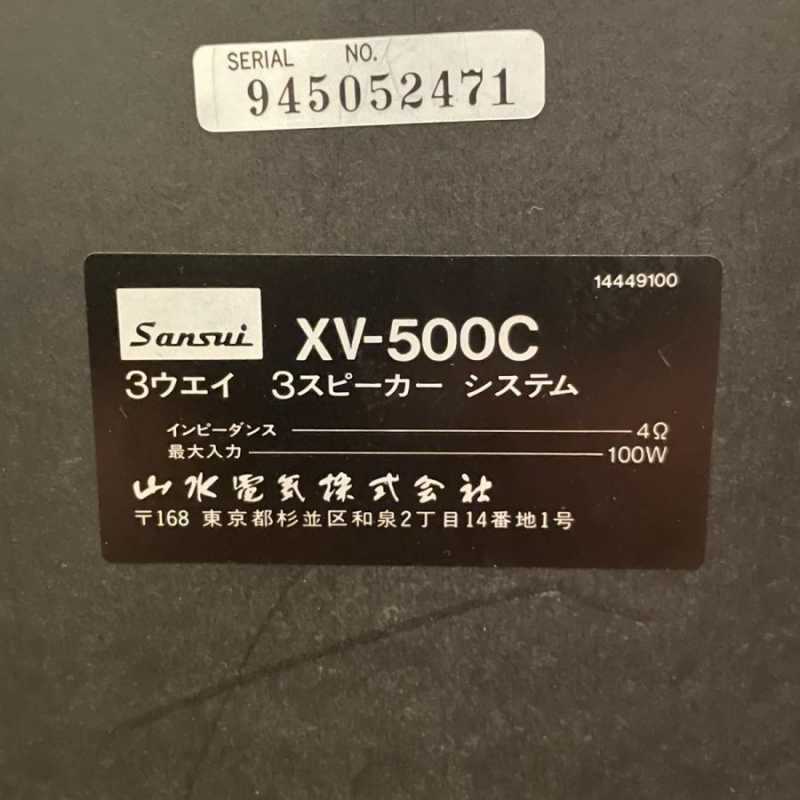 SERIAL NO.
945052471
14449100
Sansui XV-500C
3ウエイ 3スピーカー システム
インピーダンス 4Ω
最大入力 100W
山水電気株式会社
〒168 東京都杉並区和泉2丁目14番地1号